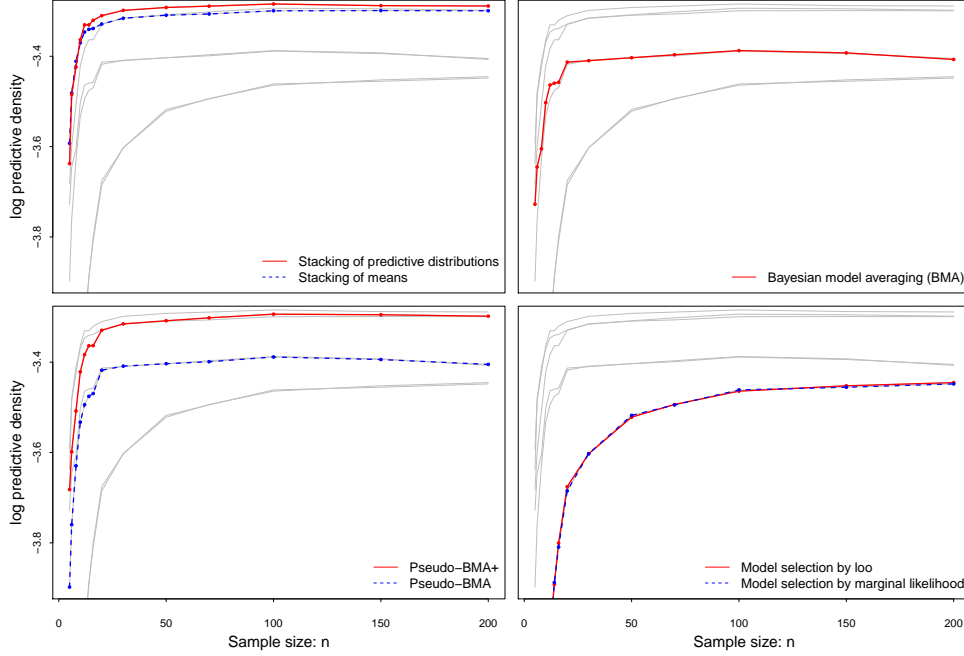 log predictive density
-3.4
-3.6
-3.8
Stacking of predictive distributions
Stacking of means
Bayesian model averaging (BMA)
log predictive density
-3.4
-3.6
-3.8
Pseudo-BMA+
Pseudo-BMA
Model selection by loo
Model selection by marginal likelihood
0 50 100 150 200
0 50 100 150 200
Sample size: n
Sample size: n